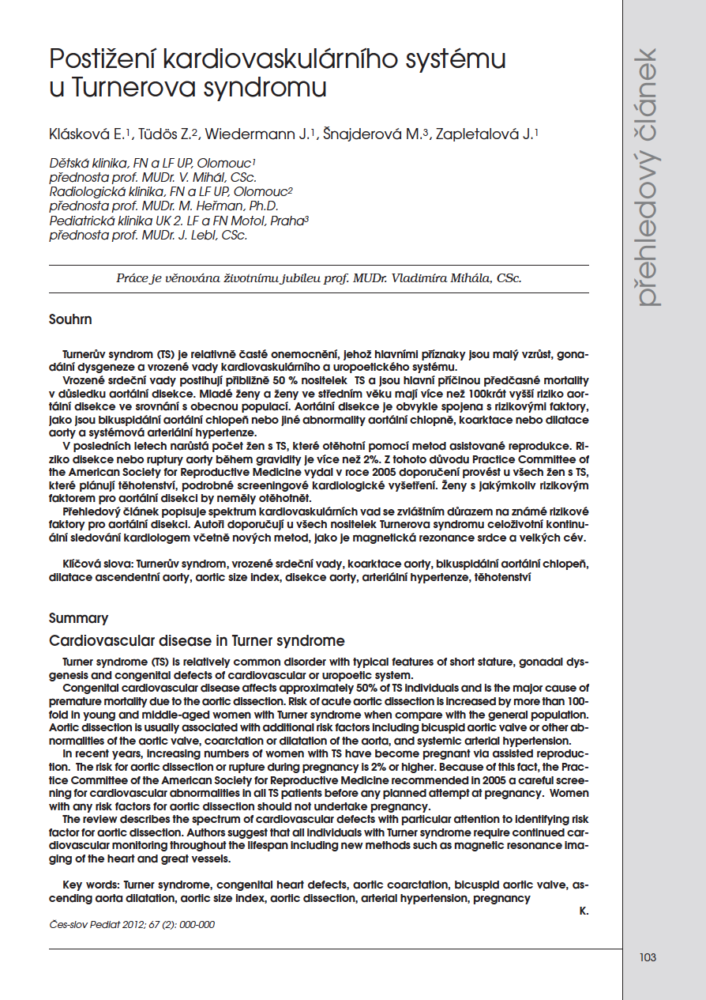 Postižení kardiovaskulárního systému
u Turnerova syndromu
Klásková E.1, Tüdös Z.2, Wiedermann J.1, Šnajderová M.3, Zapletalová J.1
Dětská klinika, FN a LF UP, Olomouc1
přednosta prof. MUDr. V. Mihál, CSc.
Radiologická klinika, FN a LF UP, Olomouc2
přednosta prof. MUDr. M. Heřman, Ph.D.
Pediatrická klinika UK 2. LF a FN Motol, Praha3
přednosta prof. MUDr. J. Lebl, CSc.
Práce je věnována životnímu jubileu prof. MUDr. Vladimíra Mihála, CSc.
Souhrn
Turnerův syndrom (TS) je relativně časté onemocnění, jehož hlavními příznaky jsou malý vzrůst, gona-
dální dysgeneze a vrozené vady kardiovaskulárního a uropoetického systému.
Vrozené srdeční vady postihují přibližně 50 % nositelek TS a jsou hlavní příčinou předčasné mortality
v důsledku aortální disekce. Mladé ženy a ženy ve středním věku mají více než 100krát vyšší riziko aor-
tální disekce ve srovnání s obecnou populací. Aortální disekce je obvykle spojena s rizikovými faktory,
jako jsou bikuspidální aortální chlopeň nebo jiné abnormality aortální chlopně, koarktace nebo dilatace
aorty a systémová arteriální hypertenze.
V posledních letech narůstá počet žen s TS, které otěhotní pomocí metod asistované reprodukce. Ri-
ziko disekce nebo ruptury aorty během gravidity je více než 2%. Z tohoto důvodu Practice Committee of
the American Society for Reproductive Medicine vydal v roce 2005 doporučení provést u všech žen s TS,
které plánují těhotenství, podrobné screeningové kardiologické vyšetření. Ženy s jakýmkoliv rizikovým
faktorem pro aortální disekci by neměly otěhotnět.
Přehledový článek popisuje spektrum kardiovaskulárních vad se zvláštním důrazem na známé rizikové
faktory pro aortální disekci. Autoři doporučují u všech nositelek Turnerova syndromu celoživotní kontinu-
ální sledování kardiologem včetně nových metod, jako je magnetická rezonance srdce a velkých cév.
Klíčová slova: Turnerův syndrom, vrozené srdeční vady, koarktace aorty, bikuspidální aortální chlopeň,
dilatace ascendentní aorty, aortic size index, disekce aorty, arteriální hypertenze, těhotenství
Summary
Cardiovascular disease in Turner syndrome
Turner syndrome (TS) is relatively common disorder with typical features of short stature, gonadal dys-
genesis and congenital defects of cardiovascular or uropoetic system.
Congenital cardiovascular disease affects approximately 50% of TS individuals and is the major cause of
premature mortality due to the aortic dissection. Risk of acute aortic dissection is increased by more than 100-
fold in young and middle-aged women with Turner syndrome when compare with the general population.
Aortic dissection is usually associated with additional risk factors including bicuspid aortic valve or other ab-
normalities of the aortic valve, coarctation or dilatation of the aorta, and systemic arterial hypertension.
In recent years, increasing numbers of women with TS have become pregnant via assisted reproduc-
tion. The risk for aortic dissection or rupture during pregnancy is 2% or higher. Because of this fact, the Prac-
tice Committee of the American Society for Reproductive Medicine recommended in 2005 a careful scree-
ning for cardiovascular abnormalities in all TS patients before any planned attempt at pregnancy. Women
with any risk factors for aortic dissection should not undertake pregnancy.
The review describes the spectrum of cardiovascular defects with particular attention to identifying risk
factor for aortic dissection. Authors suggest that all individuals with Turner syndrome require continued car-
diovascular monitoring throughout the lifespan including new methods such as magnetic resonance ima-
ging of the heart and great vessels.
Key words: Turner syndrome, congenital heart defects, aortic coarctation, bicuspid aortic valve, as-
cending aorta dilatation, aortic size index, aortic dissection, arterial hypertension, pregnancy
K.
Čes-slov Pediat 2012; 67 (2): 000-000
103
přehledový článek